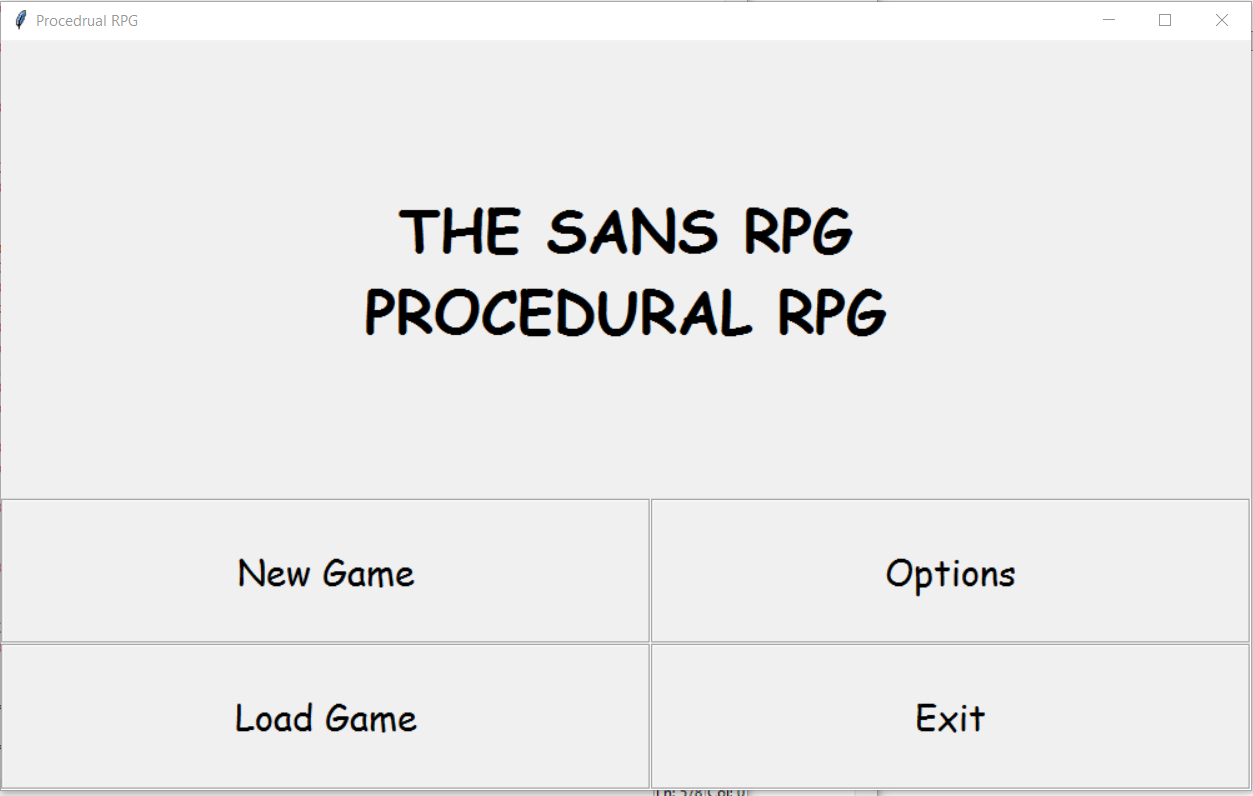 Procedrual RPG
THE SANS RPG
PROCEDURAL RPG
New Game
Options
Load Game
Exit